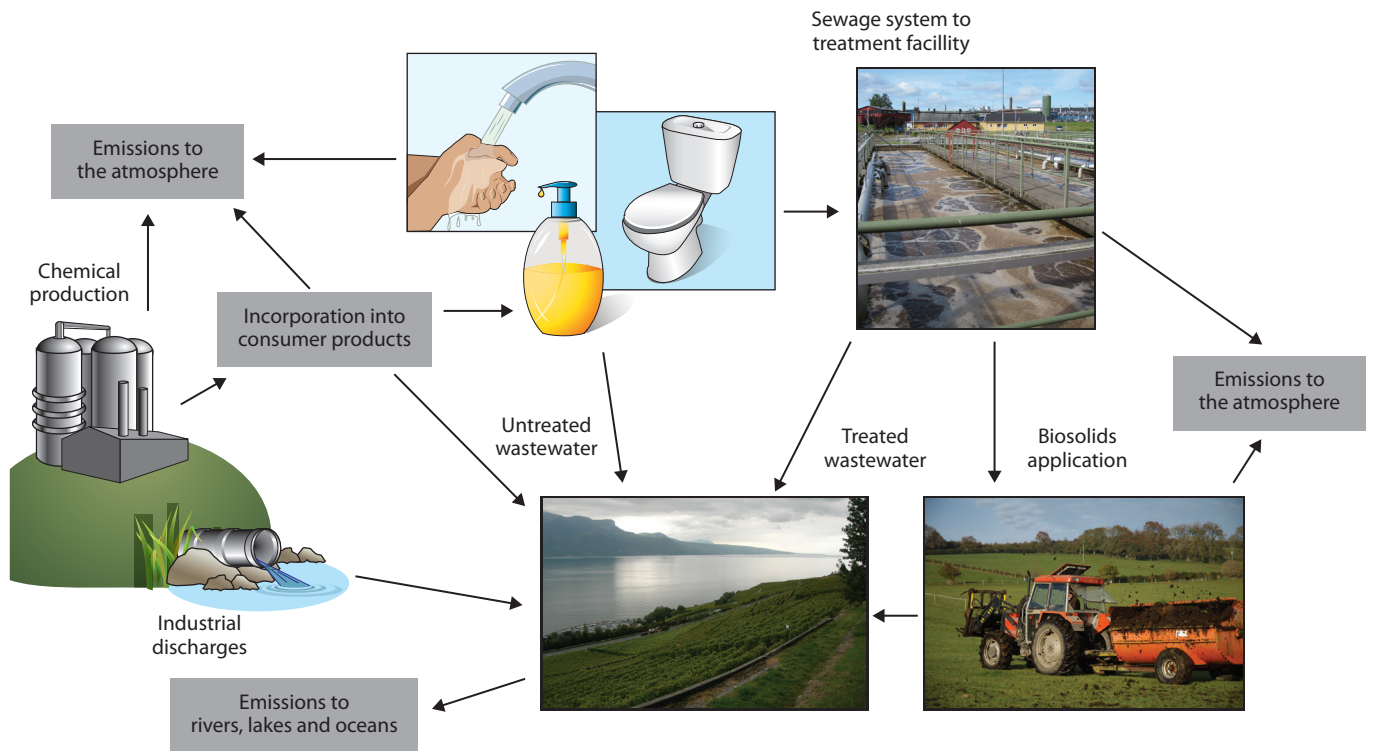 Sewage system to
treatment facillity
Emissions to
the atmosphere
Chemical
production
Incorporation into
consumer products
Emissions to
the atmosphere
Untreated
wastewater
Treated
wastewater
Biosolids
application
Industrial
discharges
Emissions to
rivers, lakes and oceans